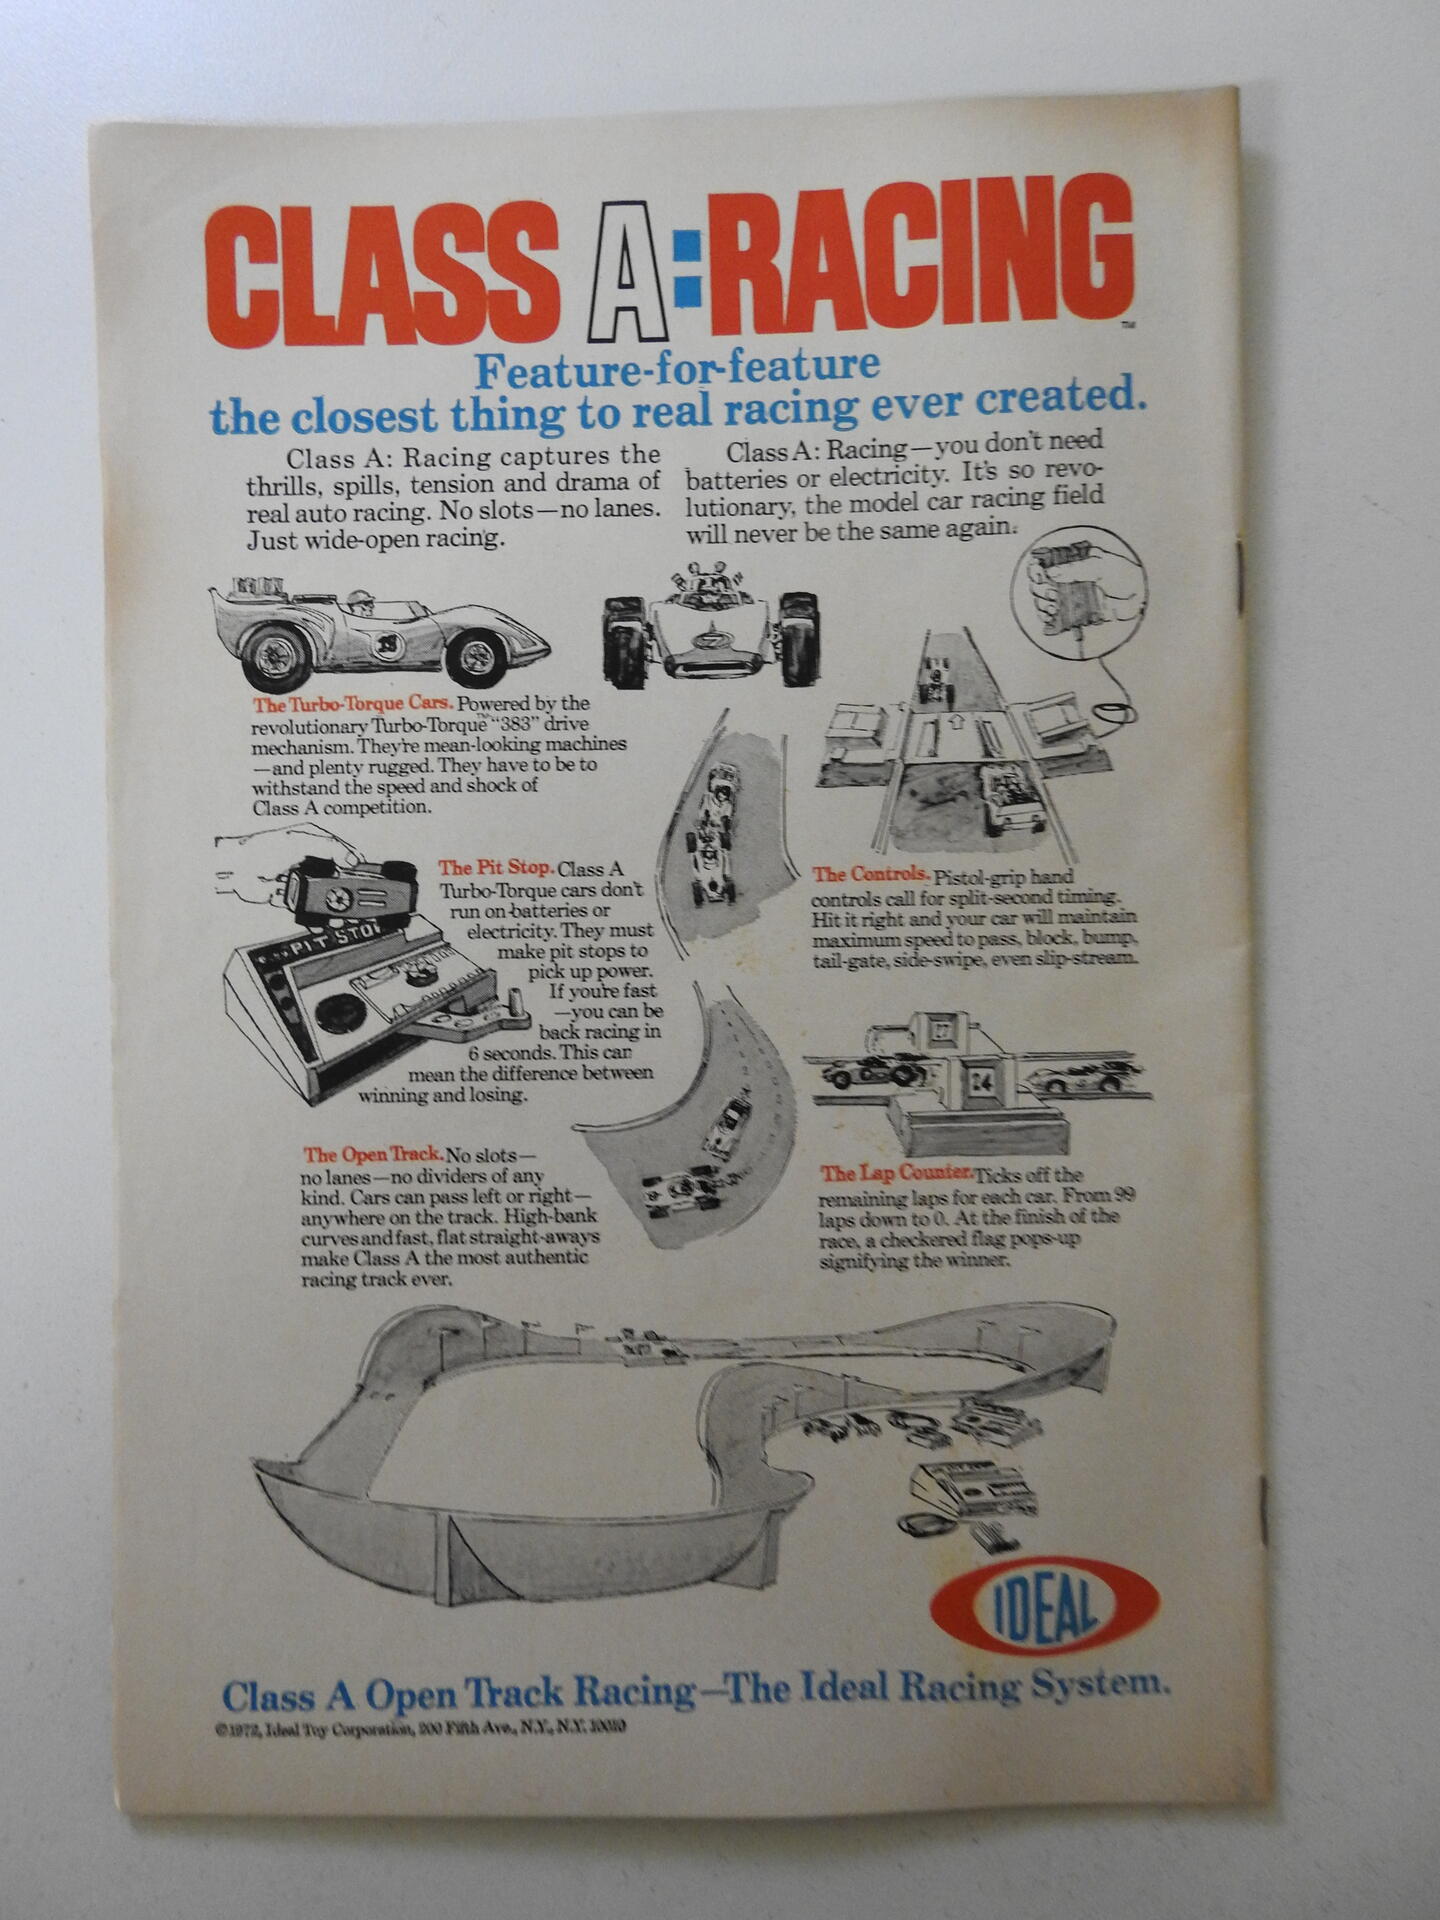 CLASS A:RACING
TM
Feature-for-feature
the closest thing to real racing ever created.
Class A: Racing captures the
thrills, spills, tension and drama of
real auto racing. No slots—no lanes.
Just wide-open racing.
Class A: Racing—you don't need
batteries or electricity. It's so revo-
lutionary, the model car racing field
will never be the same again.
The Turbo-Torque Cars. Powered by the
revolutionary Turbo-Torque™ "383" drive
mechanism. They're mean-looking machines
—and plenty rugged. They have to be to
withstand the speed and shock of
Class A competition.
PIT STOP
The Pit Stop. Class A
Turbo-Torque cars don't
run on batteries or
electricity. They must
make pit stops to
pick up power.
If you're fast
—you can be
back racing in
6 seconds. This can
mean the difference between
winning and losing.
The Controls. Pistol-grip hand
controls call for split-second timing.
Hit it right and your car will maintain
maximum speed to pass, block, bump,
tail-gate, side-swipe, even slip-stream.
27
24
The Open Track. No slots—
no lanes—no dividers of any
kind. Cars can pass left or right—
anywhere on the track. High-bank
curves and fast, flat straight-aways
make Class A the most authentic
racing track ever.
The Lap Counter. Ticks off the
remaining laps for each car. From 99
laps down to 0. At the finish of the
race, a checkered flag pops-up
signifying the winner.
IDEAL
Class A Open Track Racing—The Ideal Racing System.
©1972, Ideal Toy Corporation, 200 Fifth Ave., N.Y., N.Y. 10010